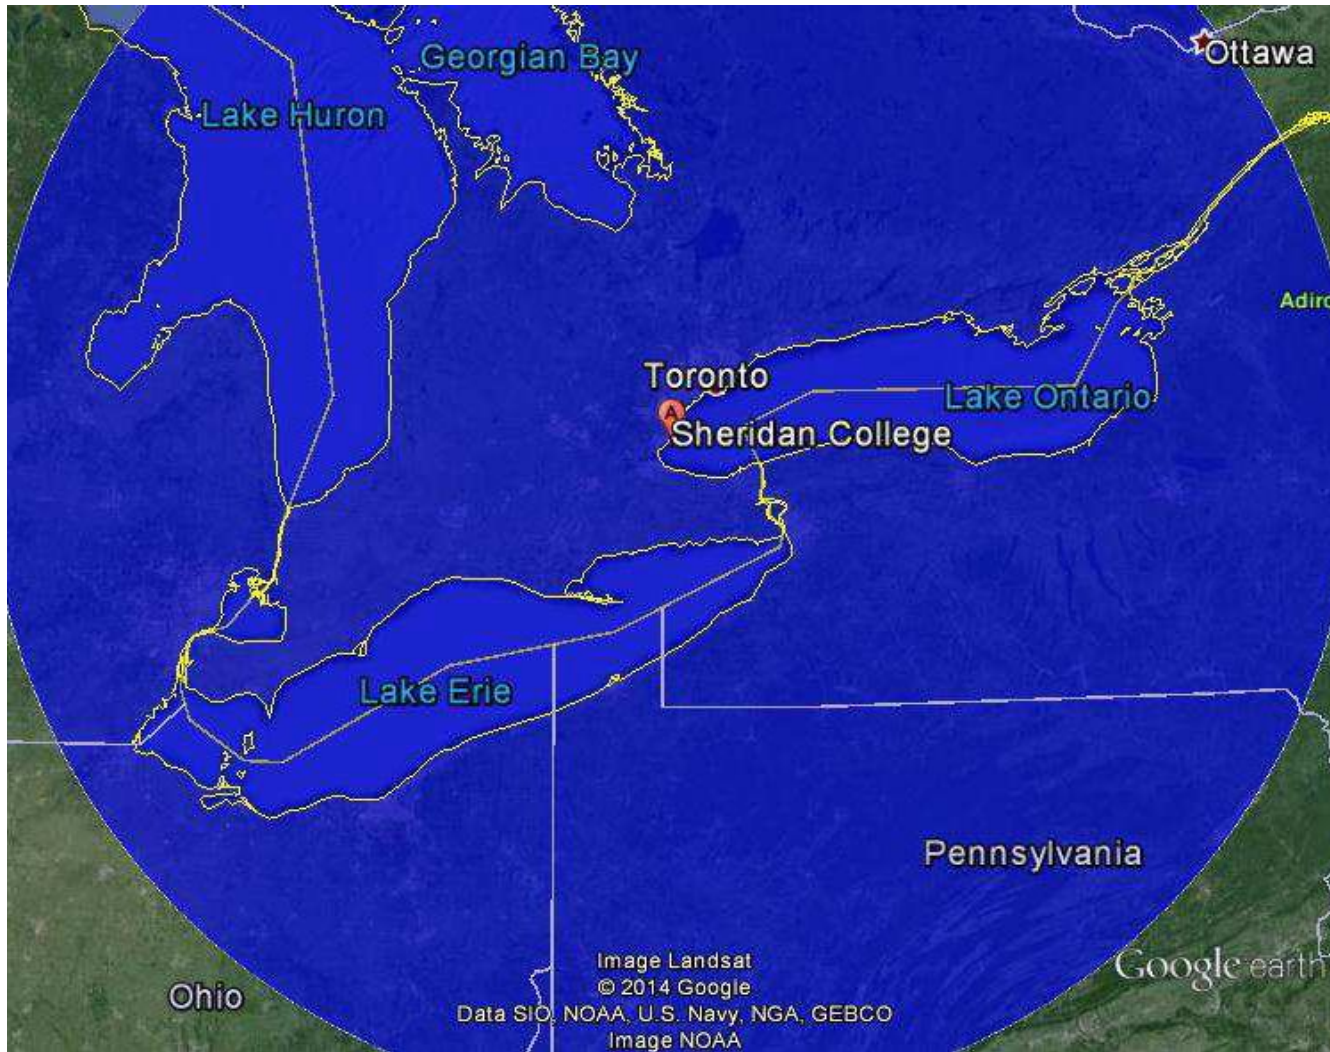 Georgian Bay
Ottawa
Lake Huron
Toronto
A
Sheridan College
Lake Ontario
Lake Erie
Pennsylvania
Ohio
Google earth
Image Landsat
© 2014 Google
Data SIO, NOAA, U.S. Navy, NGA, GEBCO
Image NOAA